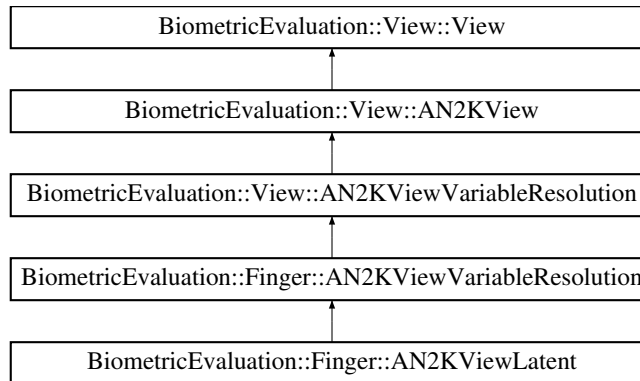 BiometricEvaluation::View::View
BiometricEvaluation::View::AN2KView
BiometricEvaluation::View::AN2KViewVariableResolution
BiometricEvaluation::Finger::AN2KViewVariableResolution
BiometricEvaluation::Finger::AN2KViewLatent